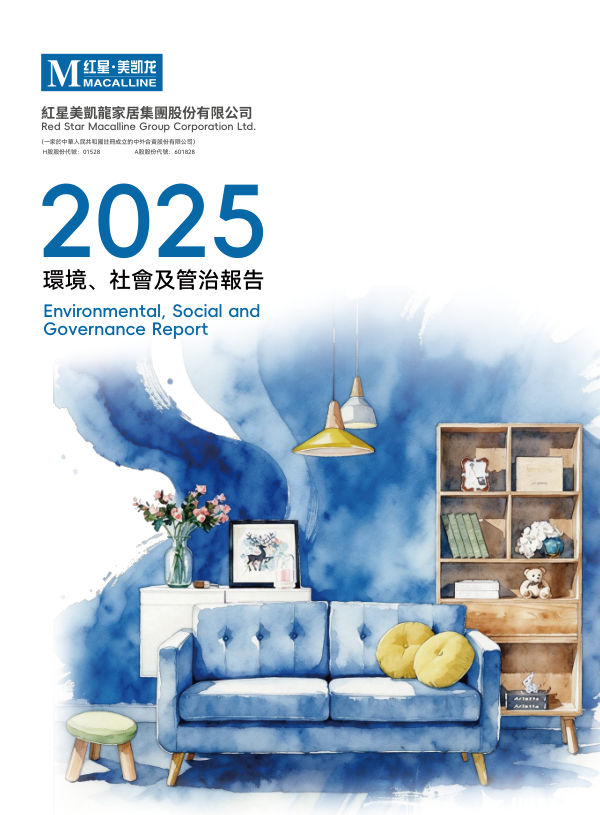 M 红星·美凯龙
MACALLINE
紅星美凱龍家居集團股份有限公司
Red Star Macalline Group Corporation Ltd.
(一家於中華人民共和國註冊成立的中外合資股份有限公司)
H股股份代號：01528 A股股份代號：601828
2025
環境、社會及管治報告
Environmental, Social and
Governance Report